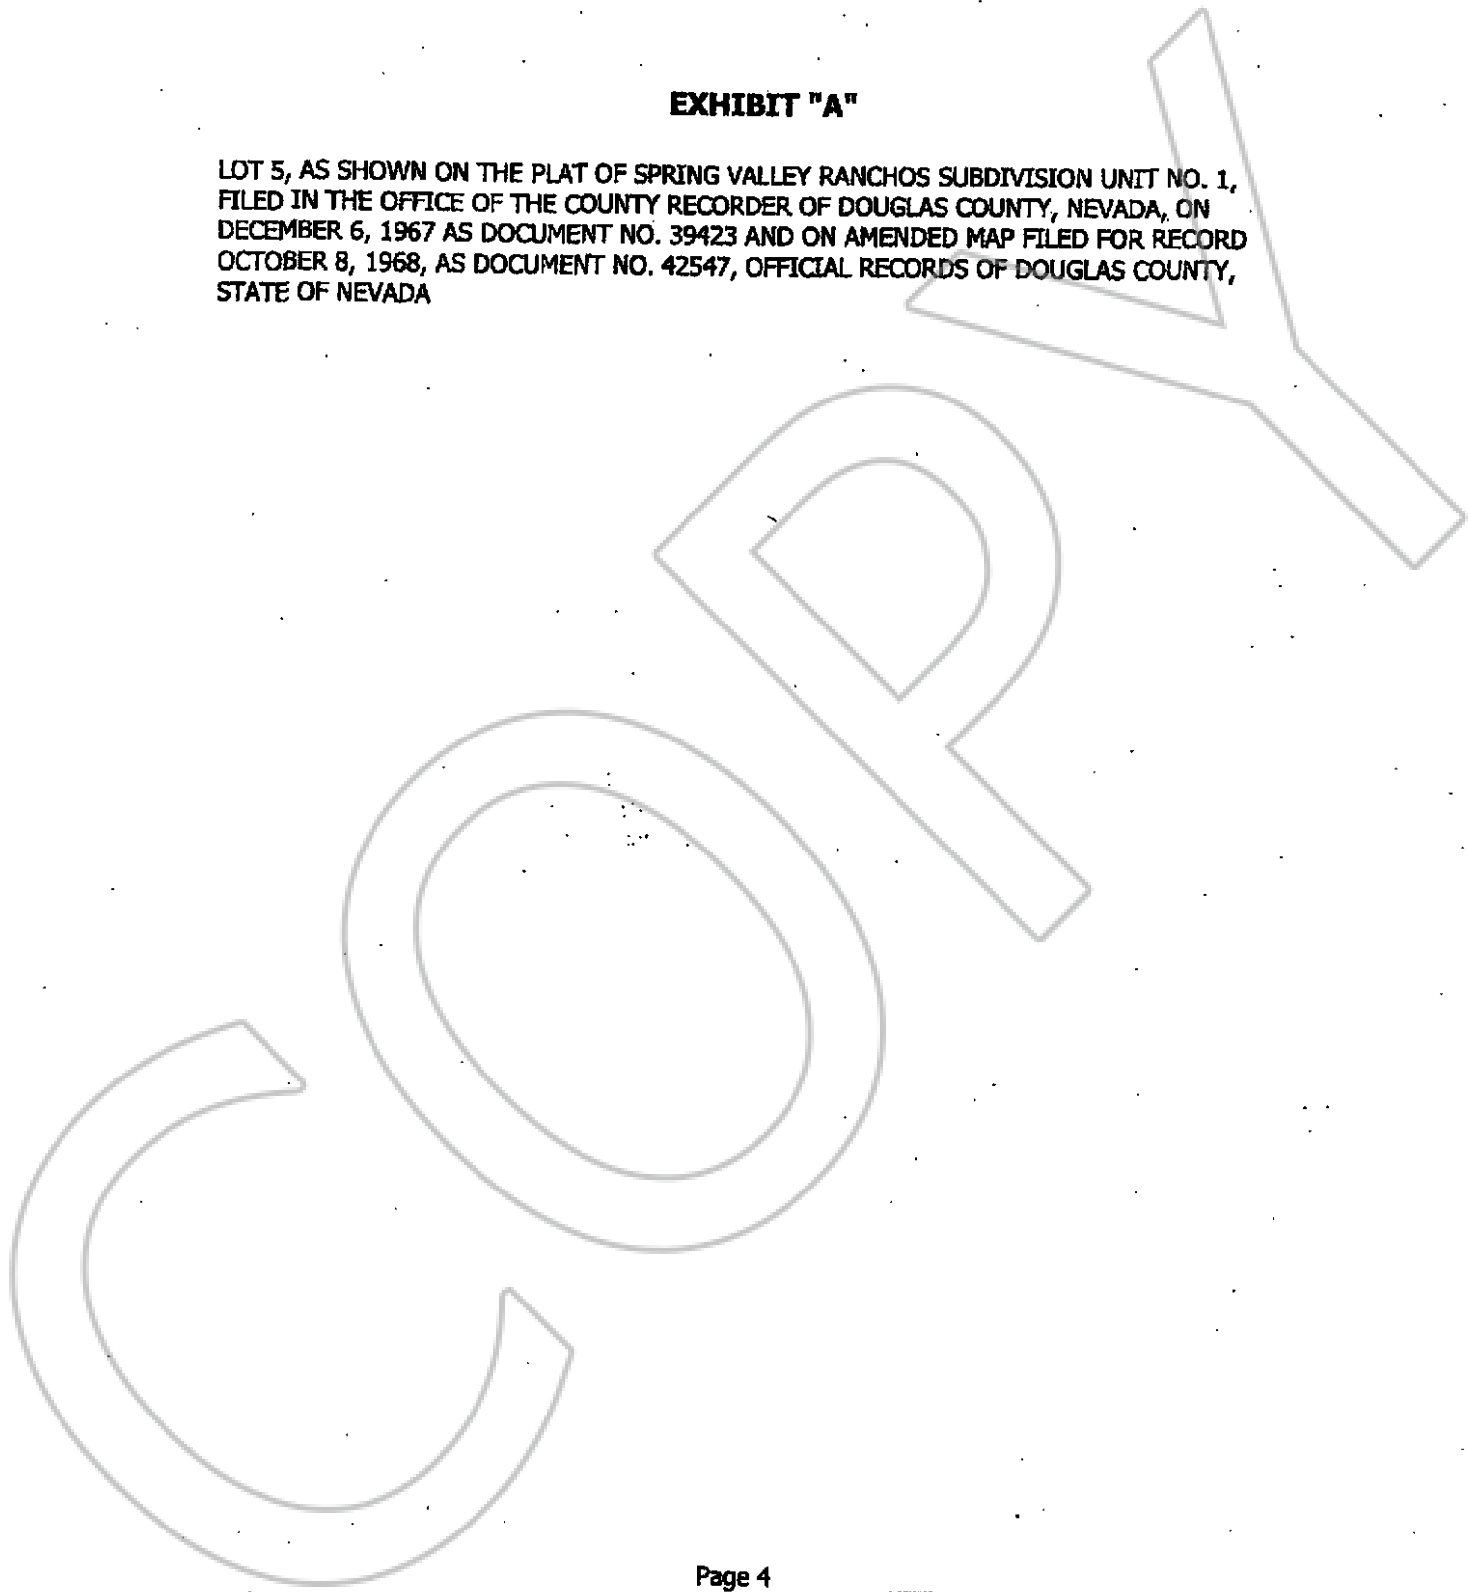 EXHIBIT "A"
LOT 5, AS SHOWN ON THE PLAT OF SPRING VALLEY RANCHOS SUBDIVISION UNIT NO. 1,
FILED IN THE OFFICE OF THE COUNTY RECORDER OF DOUGLAS COUNTY, NEVADA, ON
DECEMBER 6, 1967 AS DOCUMENT NO. 39423 AND ON AMENDED MAP FILED FOR RECORD
OCTOBER 8, 1968, AS DOCUMENT NO. 42547, OFFICIAL RECORDS OF DOUGLAS COUNTY,
STATE OF NEVADA
COPY
Page 4